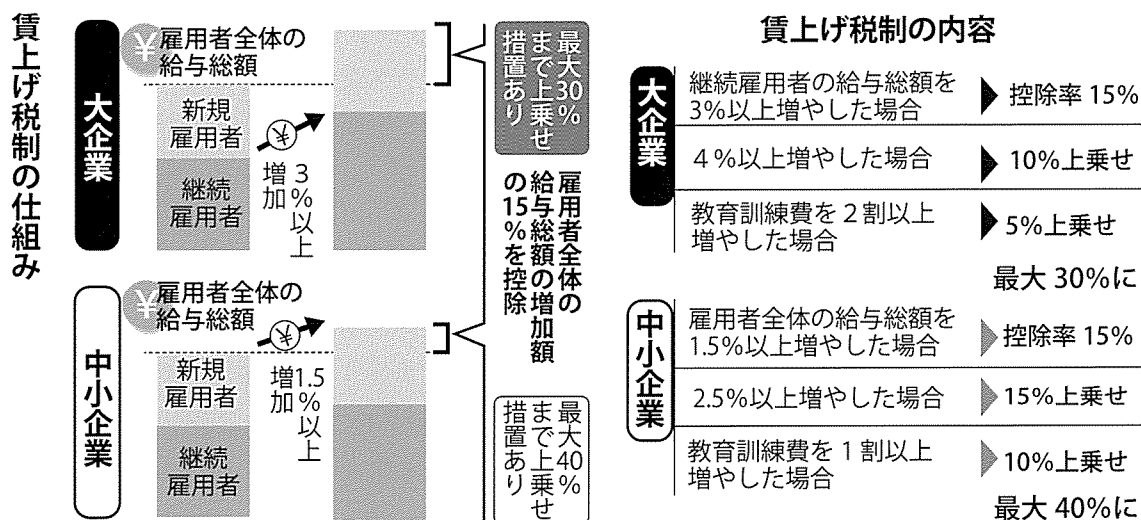 賃上げ税制の仕組み
大企業
¥
雇用者全体の
給与総額
新規
雇用者
継続
雇用者
¥
3%以上
増加
中小企業
¥
雇用者全体の
給与総額
新規
雇用者
継続
雇用者
¥
1.5%以上
増加
最大30%
まで上乗せ
措置あり
雇用者全体の
給与総額の増加額
の15%を控除
最大40%
まで上乗せ
措置あり
賃上げ税制の内容
大企業
継続雇用者の給与総額を
3%以上増やした場合
控除率 15%
4%以上増やした場合
10%上乗せ
教育訓練費を2割以上
増やした場合
5%上乗せ
最大 30%に
中小企業
雇用者全体の給与総額を
1.5%以上増やした場合
控除率 15%
2.5%以上増やした場合
15%上乗せ
教育訓練費を1割以上
増やした場合
10%上乗せ
最大 40%に